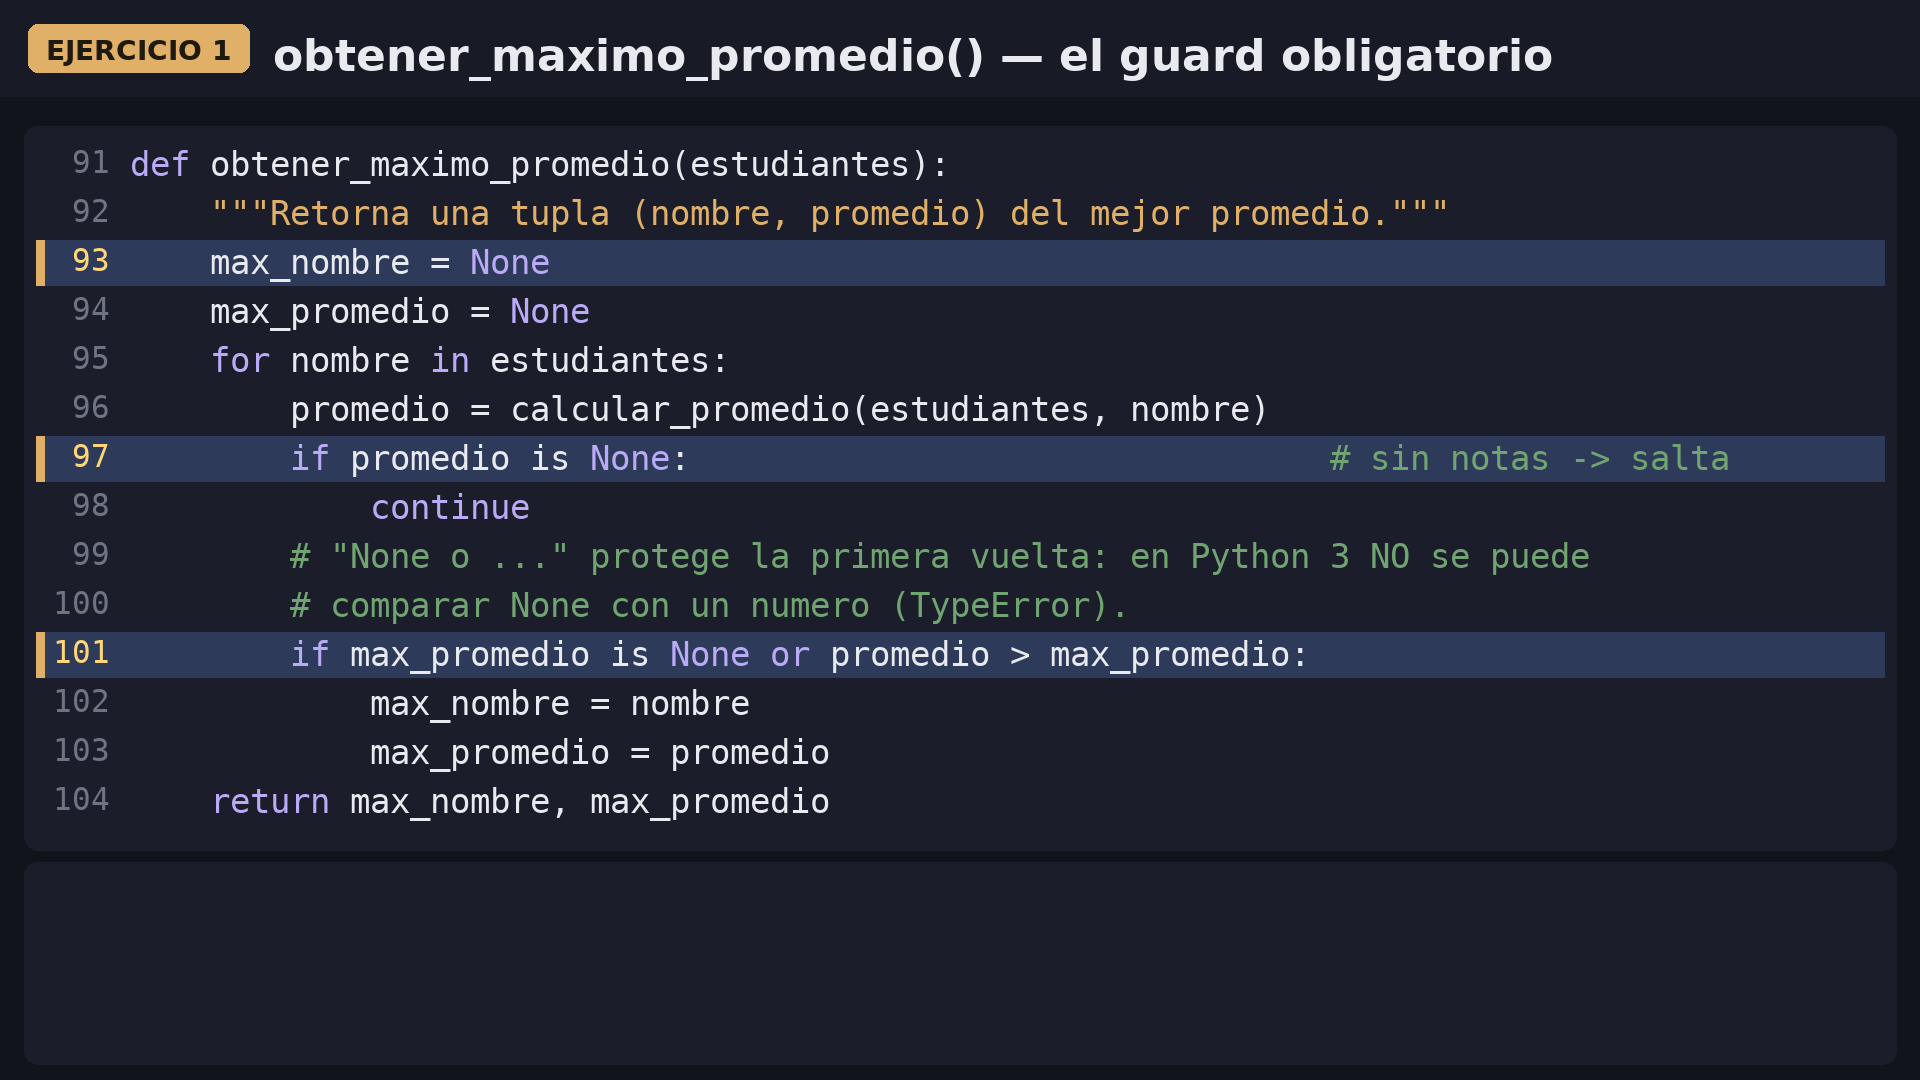 EJERCICIO 1 obtener_maximo_promedio() — el guard obligatorio
91 def obtener_maximo_promedio(estudiantes):
92     """Retorna una tupla (nombre, promedio) del mejor promedio."""
93     max_nombre = None
94     max_promedio = None
95     for nombre in estudiantes:
96         promedio = calcular_promedio(estudiantes, nombre)
97         if promedio is None:                                # sin notas -> salta
98             continue
99         # "None o ..." protege la primera vuelta: en Python 3 NO se puede
100         # comparar None con un numero (TypeError).
101         if max_promedio is None or promedio > max_promedio:
102             max_nombre = nombre
103             max_promedio = promedio
104     return max_nombre, max_promedio